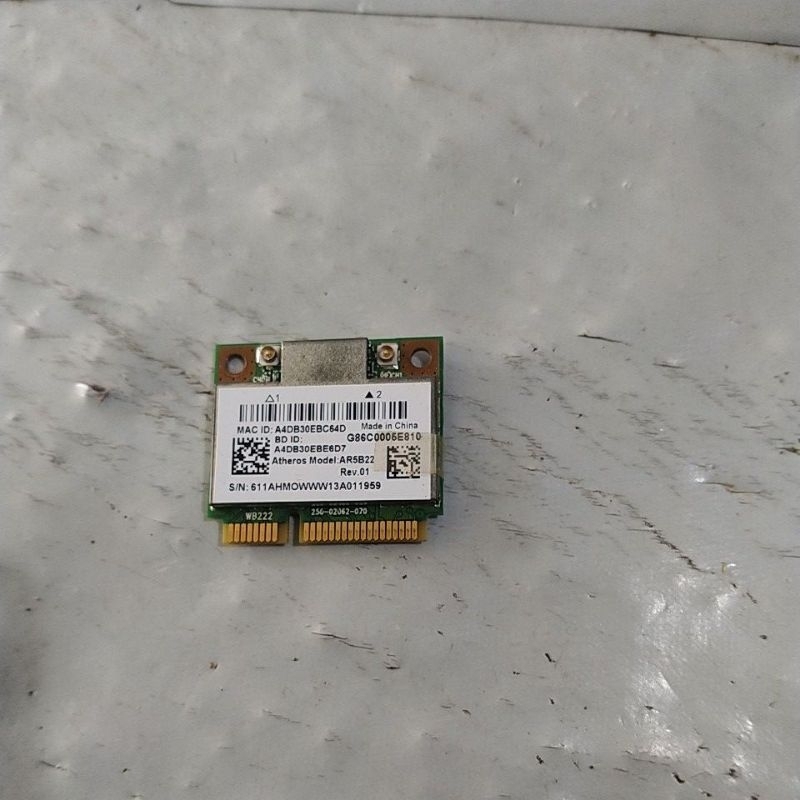 △1 ▲2
MAC ID: A4DB30EBC64D Made in China
BD ID: G86C0005E810
A4DB30EBE6D7
Atheros Model:AR5B22
Rev.01
S/N: 611AHMOWWW13A011959
WB222 256-02062-070